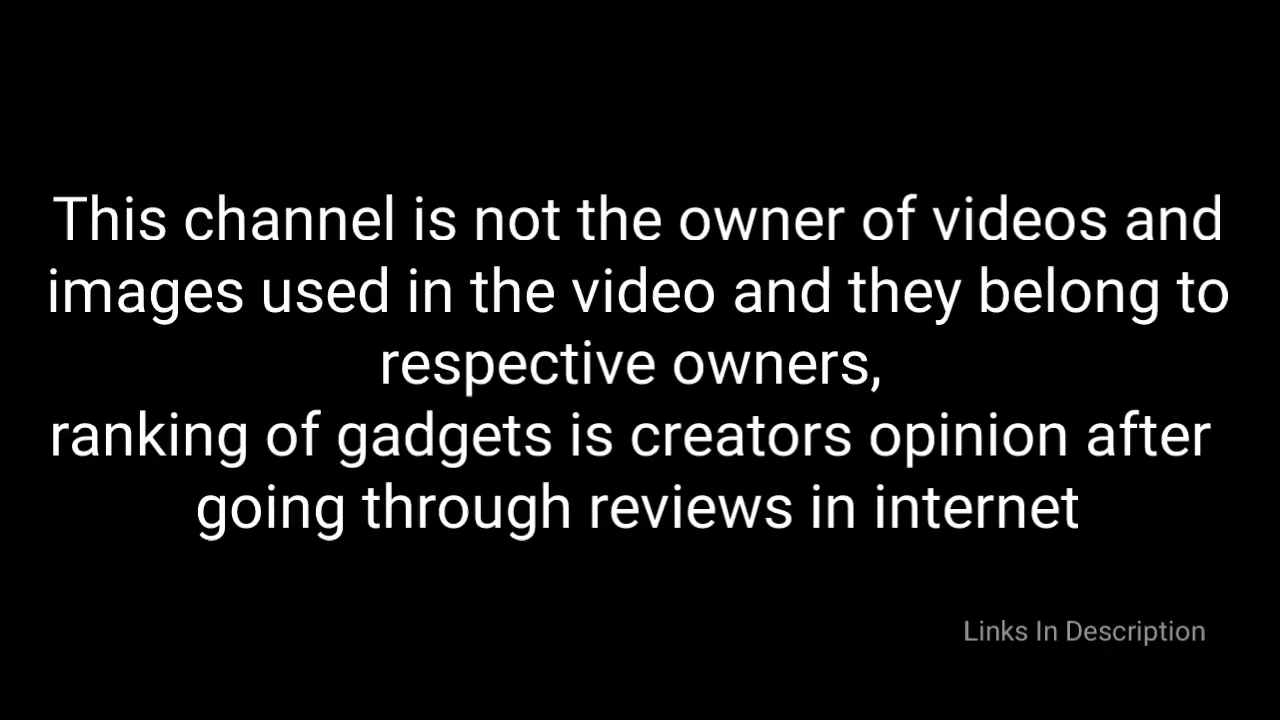 This channel is not the owner of videos and
images used in the video and they belong to
respective owners,
ranking of gadgets is creators opinion after
going through reviews in internet
Links In Description